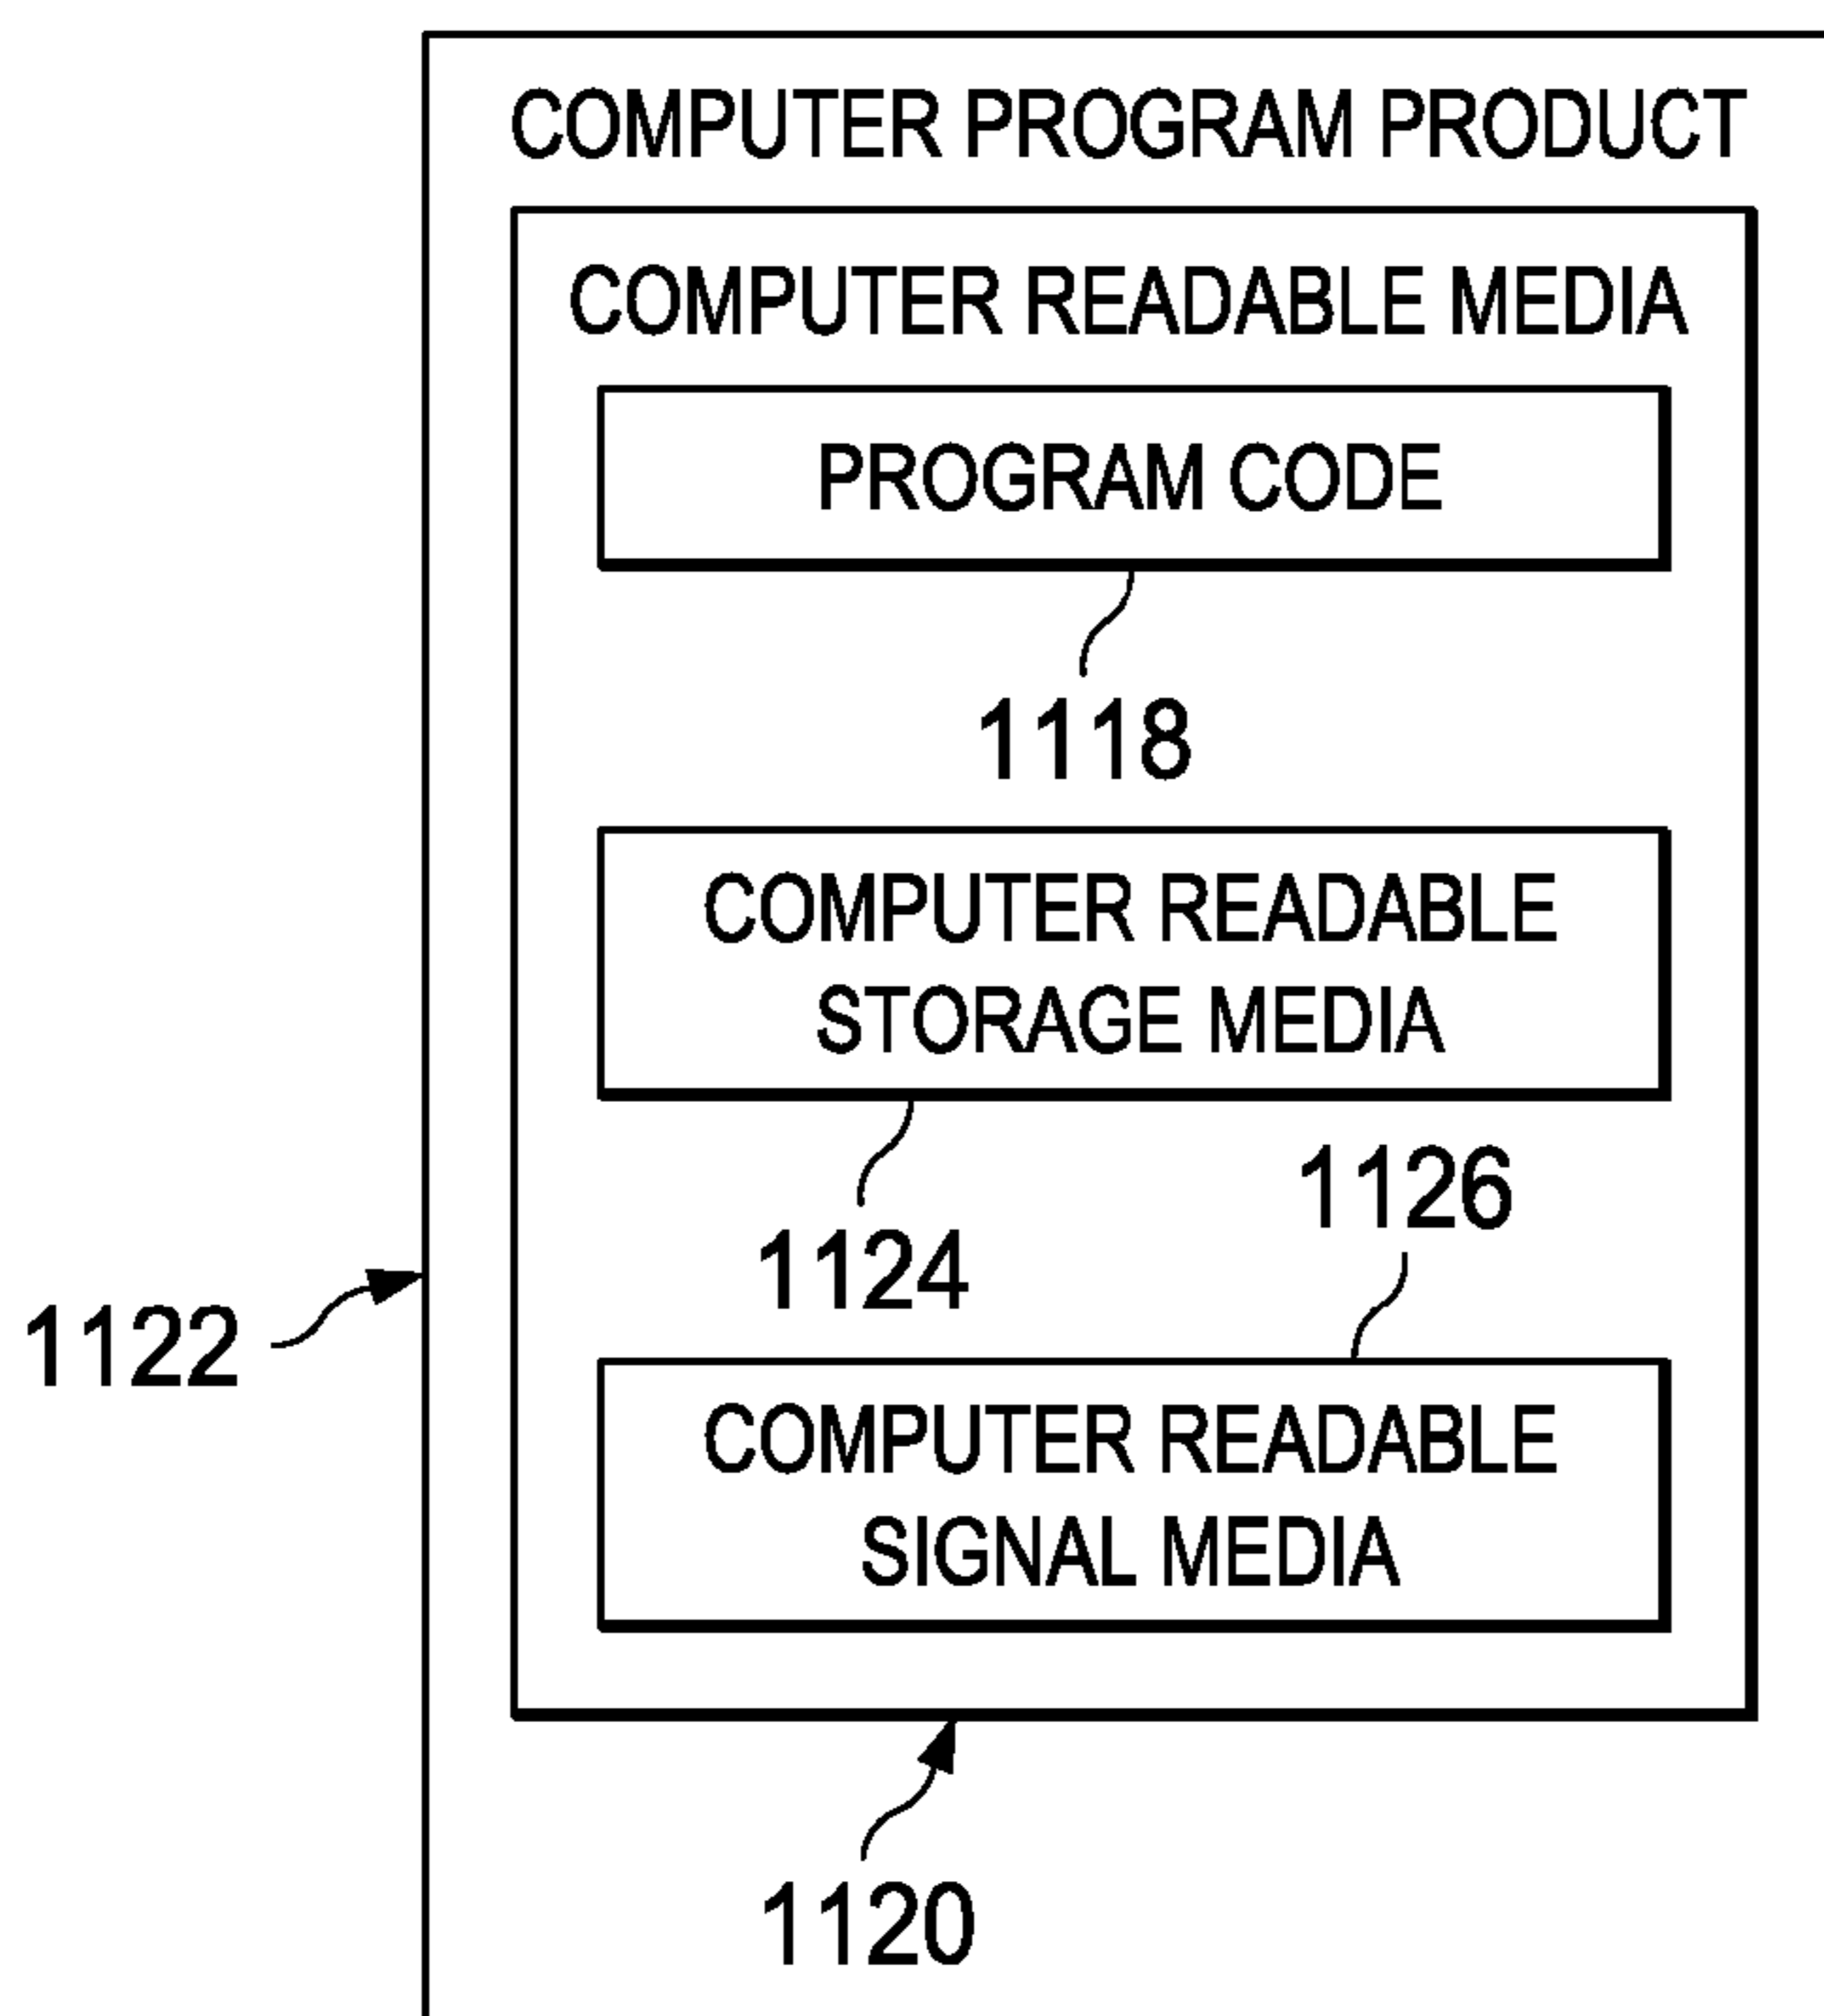 COMPUTER PROGRAM PRODUCT
COMPUTER READABLE MEDIA
PROGRAM CODE
1118
COMPUTER READABLE
STORAGE MEDIA
1126
1124
1122
COMPUTER READABLE
SIGNAL MEDIA
1120